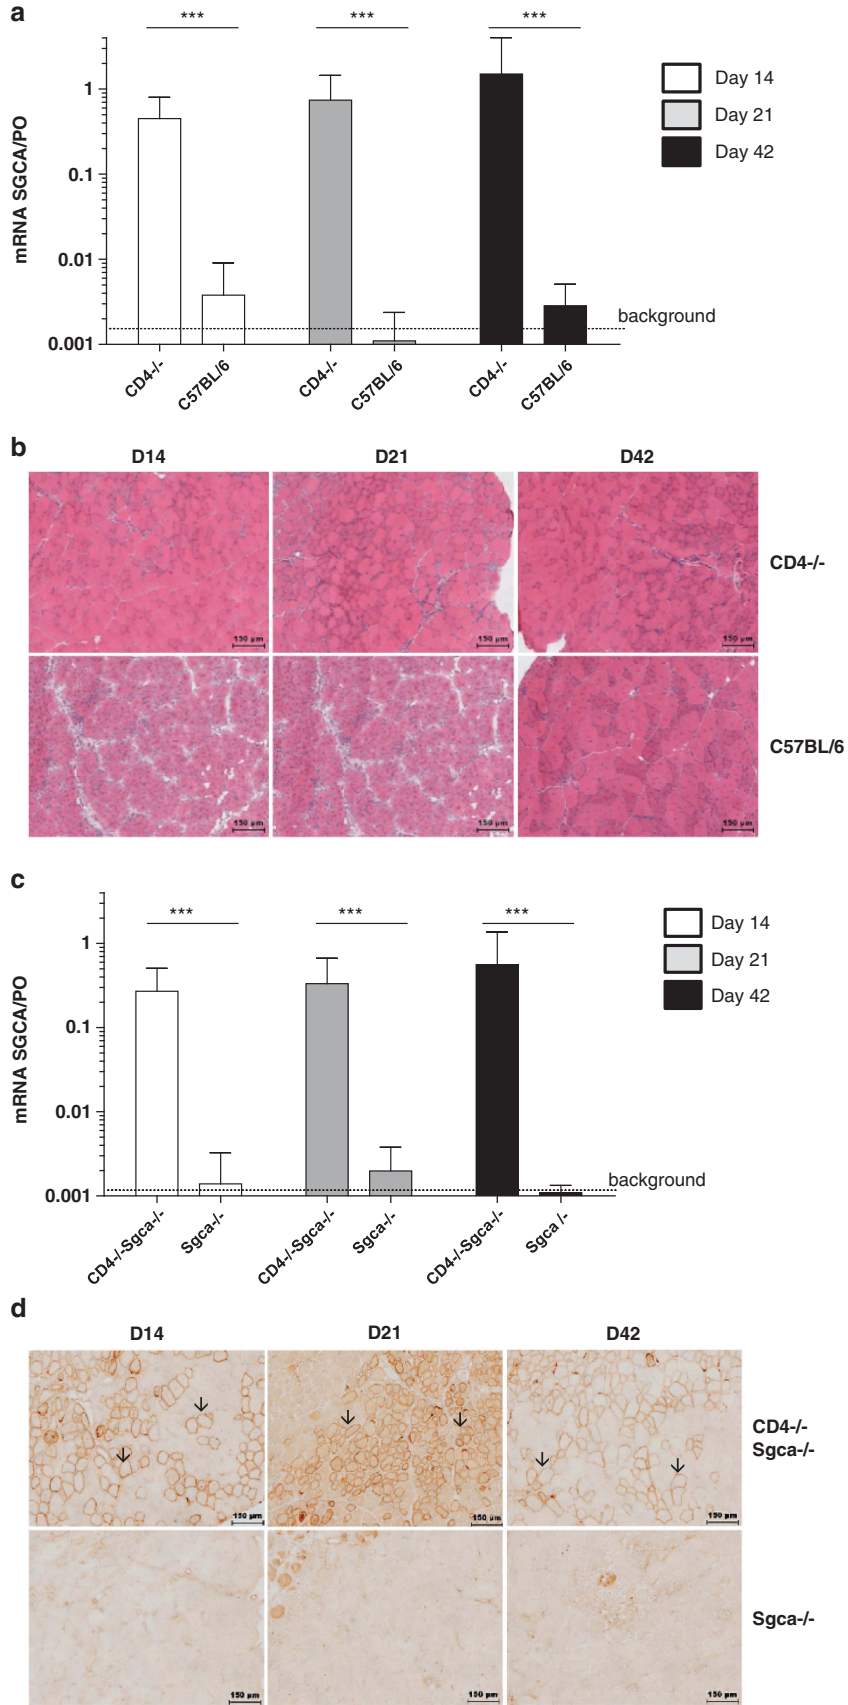 a
*** *** ***
mRNA SGCA/PO
1
0.1
0.01
0.001
background
CD4-/- C57BL/6 CD4-/- C57BL/6 CD4-/- C57BL/6
Day 14
Day 21
Day 42
b
D14 D21 D42
150 µm 150 µm 150 µm
CD4-/-
150 µm 150 µm 150 µm
C57BL/6
c
*** *** ***
mRNA SGCA/PO
1
0.1
0.01
0.001
background
CD4-/-Sgca-/- Sgca-/- CD4-/-Sgca-/- Sgca-/- CD4-/-Sgca-/- Sgca-/-
Day 14
Day 21
Day 42
d
D14 D21 D42
CD4-/-
Sgca-/-
150 µm 150 µm 150 µm
Sgca-/-
150 µm 150 µm 150 µm